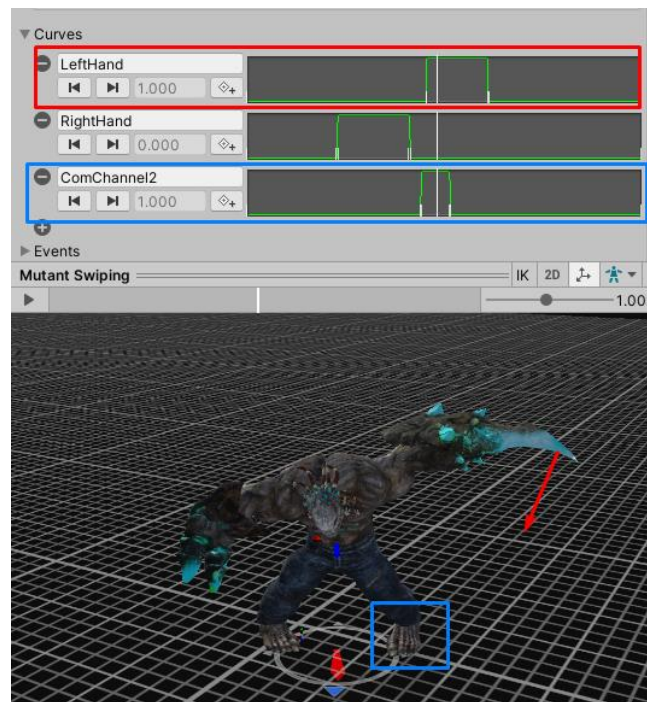 Curves
LeftHand
1.000
RightHand
0.000
ComChannel2
1.000
Events
Mutant Swiping IK 2D
1.00